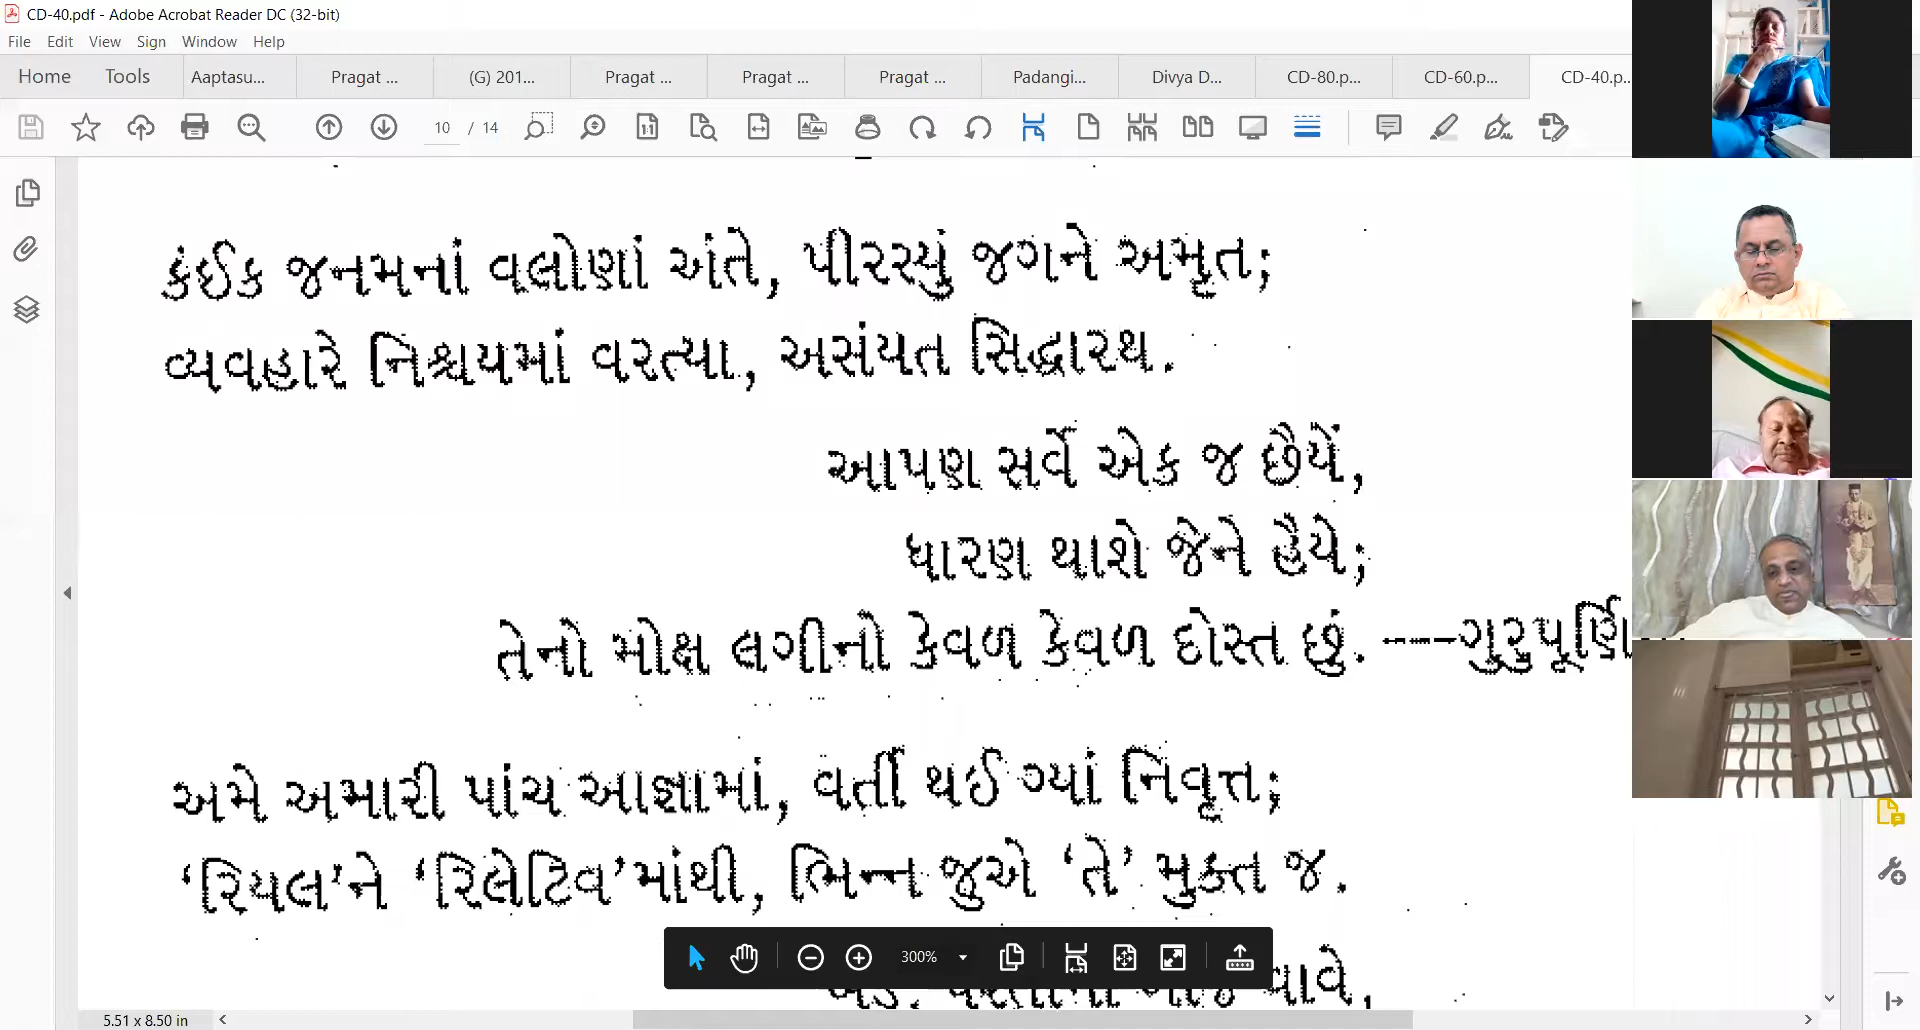 CD-40.pdf - Adobe Acrobat Reader DC (32-bit)
File Edit View Sign Window Help
Home Tools Aaptasu... Pragat ... (G) 201... Pragat ... Pragat ... Pragat ... Padangi... Divya D... CD-80.p... CD-60.p... CD-40.p...
10 / 14
કંઈક જનમનાં વલોણાં અંતે, પીરસ્યું જગને અમૃત;
વ્યવહારે નિશ્ચયમાં વરત્યા, અસંયત સિદ્ધારથ.
આપણ સર્વે એક જ છૈયેં,
ધારણ થાશે જેને હૈયે;
તેનો મોક્ષ લગીનો કેવળ કેવળ દોસ્ત છું. ---ગુરુપૂર્ણિ
અમે અમારી પાંચ આજ્ઞામાં, વર્તી થઈ ગ્યાં નિવૃત્ત;
‘રિયલ’ને ‘રિલેટિવ’માંથી, ભિન્ન જુએ ‘તે’ મુક્ત જ.
300%
5.51 x 8.50 in